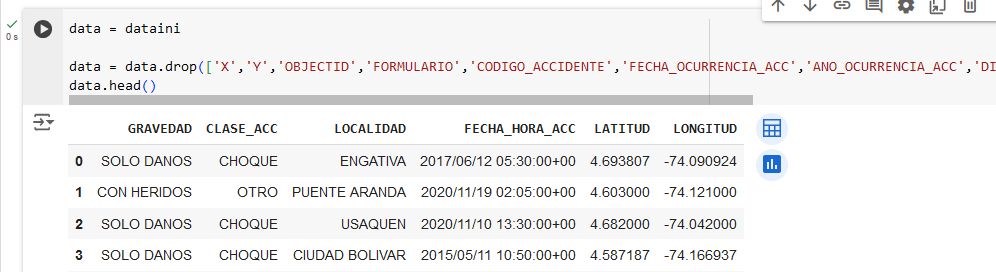 data = dataini
0 s
data = data.drop(['X','Y','OBJECTID','FORMULARIO','CODIGO_ACCIDENTE','FECHA_OCURRENCIA_ACC','ANO_OCURRENCIA_ACC','DI
data.head()
GRAVEDAD CLASE_ACC LOCALIDAD FECHA_HORA_ACC LATITUD LONGITUD
0 SOLO DANOS CHOQUE ENGATIVA 2017/06/12 05:30:00+00 4.693807 -74.090924
1 CON HERIDOS OTRO PUENTE ARANDA 2020/11/19 02:05:00+00 4.603000 -74.121000
2 SOLO DANOS CHOQUE USAQUEN 2020/11/10 13:30:00+00 4.682000 -74.042000
3 SOLO DANOS CHOQUE CIUDAD BOLIVAR 2015/05/11 10:50:00+00 4.587187 -74.166937